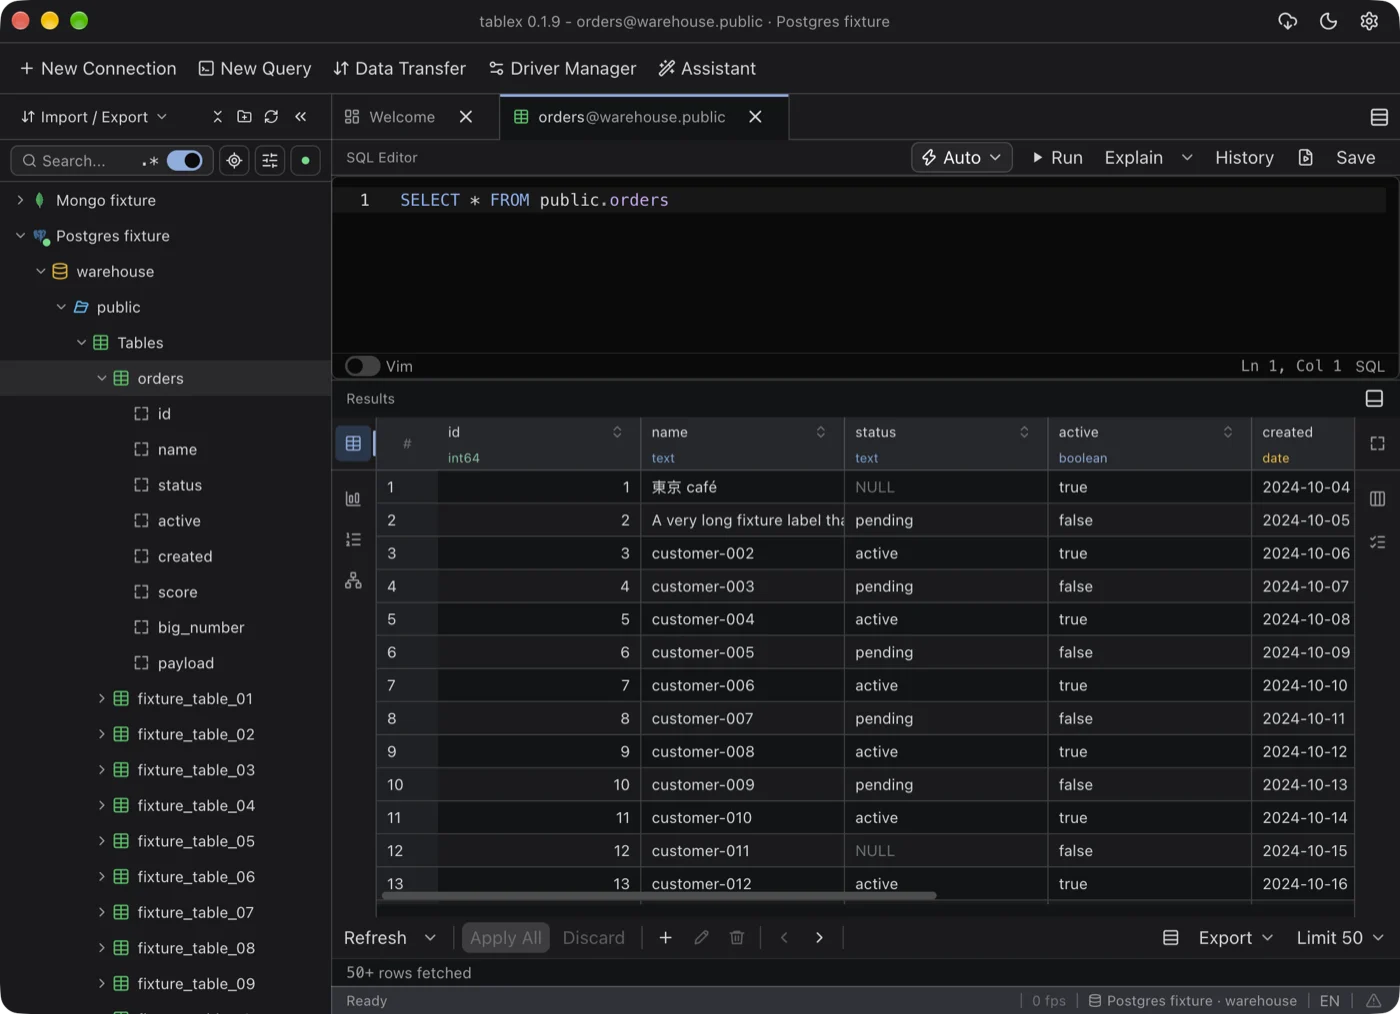 tablex 0.1.9 - orders@warehouse.public · Postgres fixture
New Connection New Query Data Transfer Driver Manager Assistant
Import / Export
Search... .*
Mongo fixture
Postgres fixture
warehouse
public
Tables
orders
id
name
status
active
created
score
big_number
payload
fixture_table_01
fixture_table_02
fixture_table_03
fixture_table_04
fixture_table_05
fixture_table_06
fixture_table_07
fixture_table_08
fixture_table_09
Welcome orders@warehouse.public
SQL Editor Auto Run Explain History Save
1 SELECT * FROM public.orders
Vim Ln 1, Col 1 SQL
Results
# id name status active created
int64 text text boolean date
1 1 東京 café NULL true 2024-10-04
2 2 A very long fixture label tha pending false 2024-10-05
3 3 customer-002 active true 2024-10-06
4 4 customer-003 pending false 2024-10-07
5 5 customer-004 active true 2024-10-08
6 6 customer-005 pending false 2024-10-09
7 7 customer-006 active true 2024-10-10
8 8 customer-007 pending false 2024-10-11
9 9 customer-008 active true 2024-10-12
10 10 customer-009 pending false 2024-10-13
11 11 customer-010 active true 2024-10-14
12 12 customer-011 NULL false 2024-10-15
13 13 customer-012 active true 2024-10-16
Refresh Apply All Discard Export Limit 50
50+ rows fetched
Ready 0 fps Postgres fixture · warehouse EN